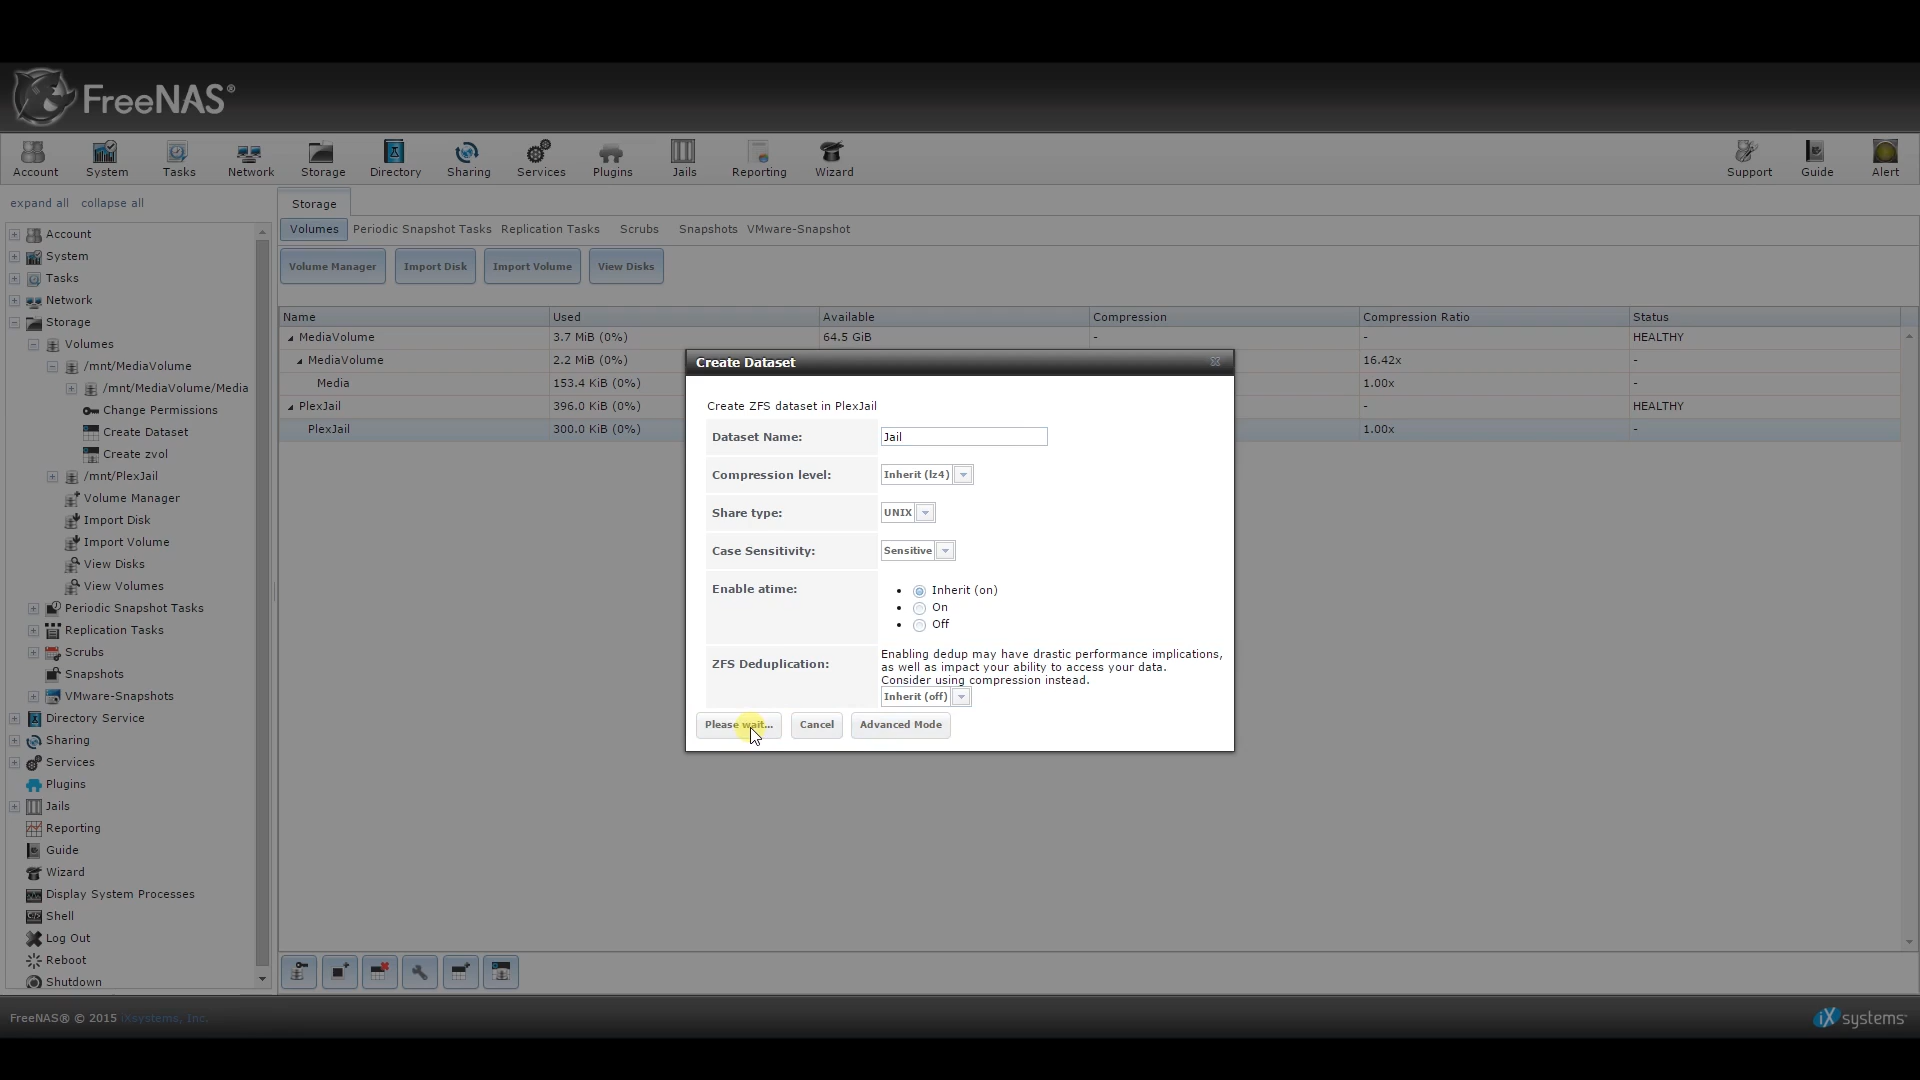 FreeNAS®
Account System Tasks Network Storage Directory Sharing Services Plugins Jails Reporting Wizard Support Guide Alert
expand all collapse all
Account
System
Tasks
Network
Storage
Volumes
/mnt/MediaVolume
/mnt/MediaVolume/Media
Change Permissions
Create Dataset
Create zvol
/mnt/PlexJail
Volume Manager
Import Disk
Import Volume
View Disks
View Volumes
Periodic Snapshot Tasks
Replication Tasks
Scrubs
Snapshots
VMware-Snapshots
Directory Service
Sharing
Services
Plugins
Jails
Reporting
Guide
Wizard
Display System Processes
Shell
Log Out
Reboot
Shutdown
Storage
Volumes Periodic Snapshot Tasks Replication Tasks Scrubs Snapshots VMware-Snapshot
Volume Manager Import Disk Import Volume View Disks
Name Used Available Compression Compression Ratio Status
MediaVolume 3.7 MiB (0%) 64.5 GiB - - HEALTHY
MediaVolume 2.2 MiB (0%) 16.42x -
Media 153.4 KiB (0%) 1.00x -
PlexJail 396.0 KiB (0%) - HEALTHY
PlexJail 300.0 KiB (0%) 1.00x -
Create Dataset
Create ZFS dataset in PlexJail
Dataset Name: Jail
Compression level: Inherit (lz4)
Share type: UNIX
Case Sensitivity: Sensitive
Enable atime:
Inherit (on)
On
Off
ZFS Deduplication:
Enabling dedup may have drastic performance implications,
as well as impact your ability to access your data.
Consider using compression instead.
Inherit (off)
Please wait... Cancel Advanced Mode
FreeNAS® © 2015 iXsystems, Inc.
iXsystems